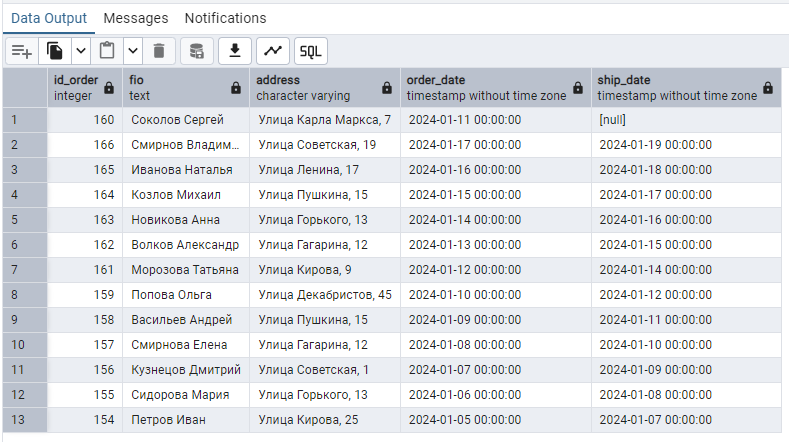 Data Output Messages Notifications
SQL
id_order fio address order_date ship_date
integer text character varying timestamp without time zone timestamp without time zone
1 160 Соколов Сергей Улица Карла Маркса, 7 2024-01-11 00:00:00 [null]
2 166 Смирнов Владим... Улица Советская, 19 2024-01-17 00:00:00 2024-01-19 00:00:00
3 165 Иванова Наталья Улица Ленина, 17 2024-01-16 00:00:00 2024-01-18 00:00:00
4 164 Козлов Михаил Улица Пушкина, 15 2024-01-15 00:00:00 2024-01-17 00:00:00
5 163 Новикова Анна Улица Горького, 13 2024-01-14 00:00:00 2024-01-16 00:00:00
6 162 Волков Александр Улица Гагарина, 12 2024-01-13 00:00:00 2024-01-15 00:00:00
7 161 Морозова Татьяна Улица Кирова, 9 2024-01-12 00:00:00 2024-01-14 00:00:00
8 159 Попова Ольга Улица Декабристов, 45 2024-01-10 00:00:00 2024-01-12 00:00:00
9 158 Васильев Андрей Улица Пушкина, 15 2024-01-09 00:00:00 2024-01-11 00:00:00
10 157 Смирнова Елена Улица Гагарина, 12 2024-01-08 00:00:00 2024-01-10 00:00:00
11 156 Кузнецов Дмитрий Улица Советская, 1 2024-01-07 00:00:00 2024-01-09 00:00:00
12 155 Сидорова Мария Улица Горького, 13 2024-01-06 00:00:00 2024-01-08 00:00:00
13 154 Петров Иван Улица Кирова, 25 2024-01-05 00:00:00 2024-01-07 00:00:00